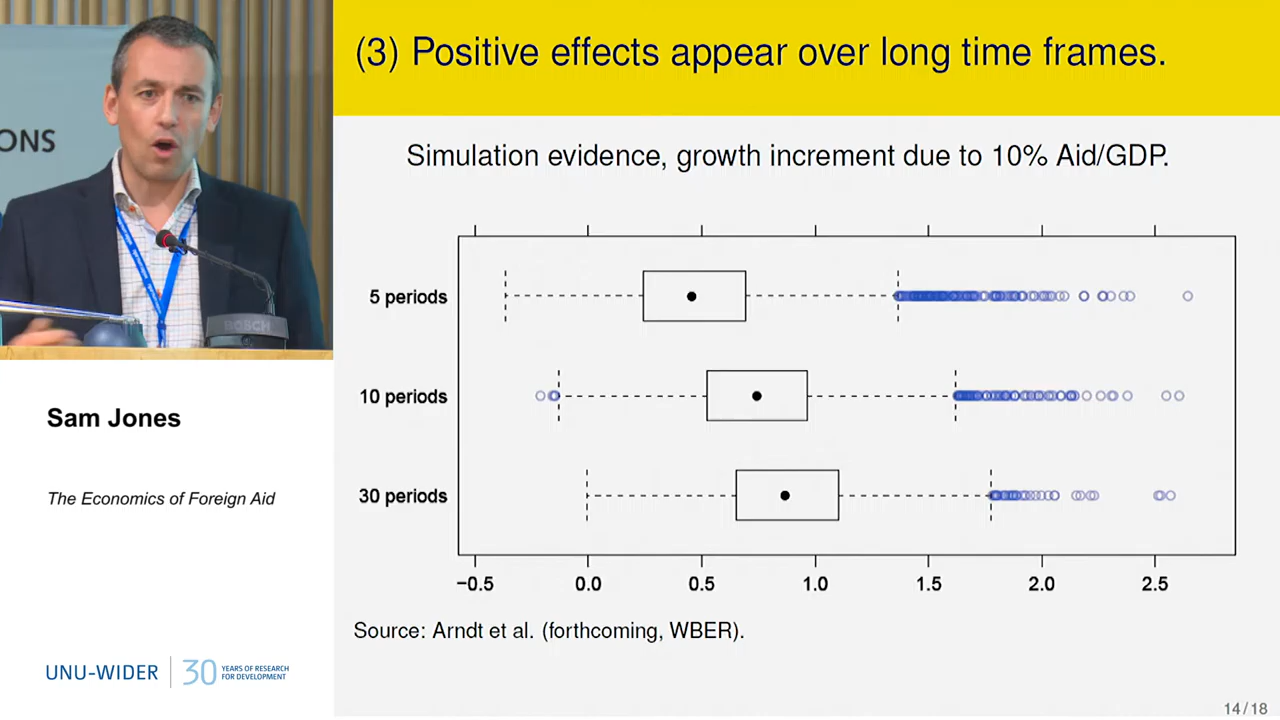 (3) Positive effects appear over long time frames.
ONS
Simulation evidence, growth increment due to 10% Aid/GDP.
5 periods
10 periods
30 periods
−0.5 0.0 0.5 1.0 1.5 2.0 2.5
Source: Arndt et al. (forthcoming, WBER).
BOSCH
Sam Jones
The Economics of Foreign Aid
UNU-WIDER
30 YEARS OF RESEARCH
FOR DEVELOPMENT
14 / 18